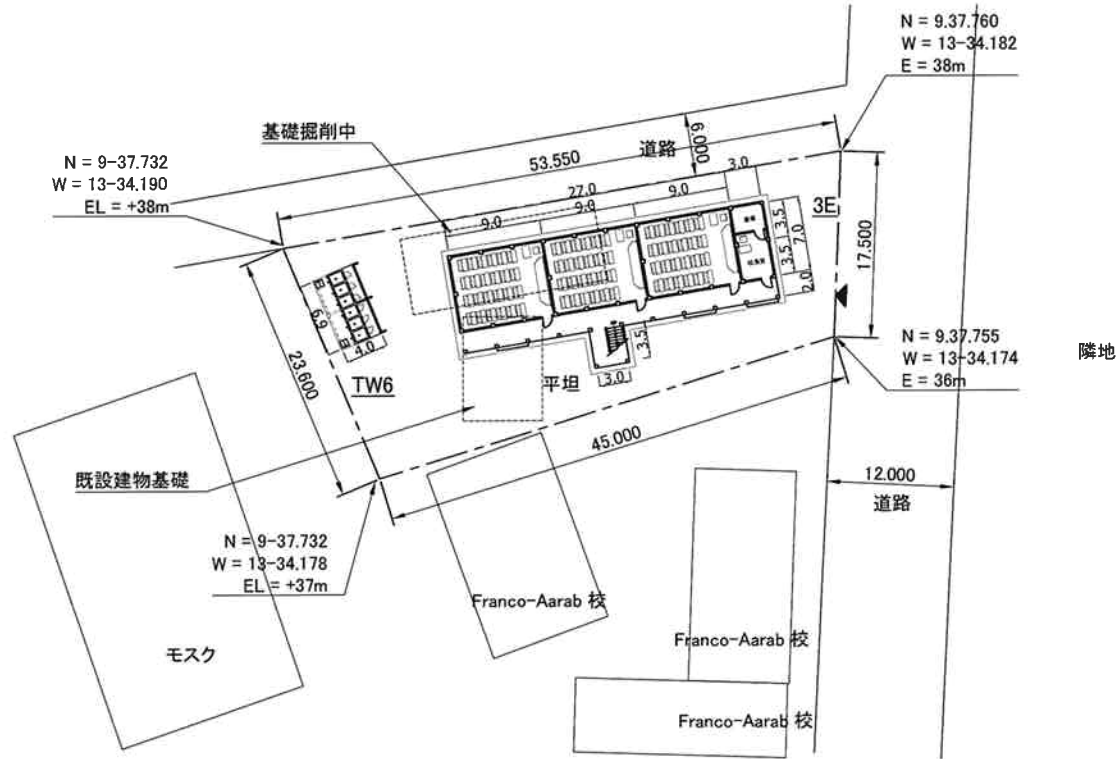 N = 9.37.760
W = 13-34.182
E = 38m
基礎掘削中
道路
6.000
53.550
N = 9-37.732
W = 13-34.190
EL = +38m
27.0
3.0
9.0
9.0
9.0
3E
3.5
7.0
3.5
2.0
17.500
6.9
4.0
TW6
23.600
3.5
3.0
平坦
N = 9.37.755
W = 13-34.174
E = 36m
隣地
45.000
既設建物基礎
12.000
道路
N = 9-37.732
W = 13-34.178
EL = +37m
Franco-Aarab 校
モスク
Franco-Aarab 校
Franco-Aarab 校